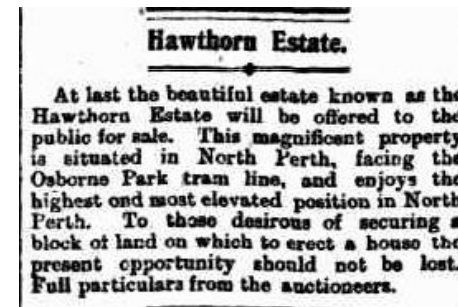 Hawthorn Estate.
At last the beautiful estate known as the
Hawthorn Estate will be offered to the
public for sale. This magnificent property
is situated in North Perth, facing the
Osborne Park tram line, and enjoys the
highest ond most elevated position in North
Perth. To those desirous of securing a
block of land on which to erect a house the
present opportunity should not be lost.
Full particulars from the auctioneers.